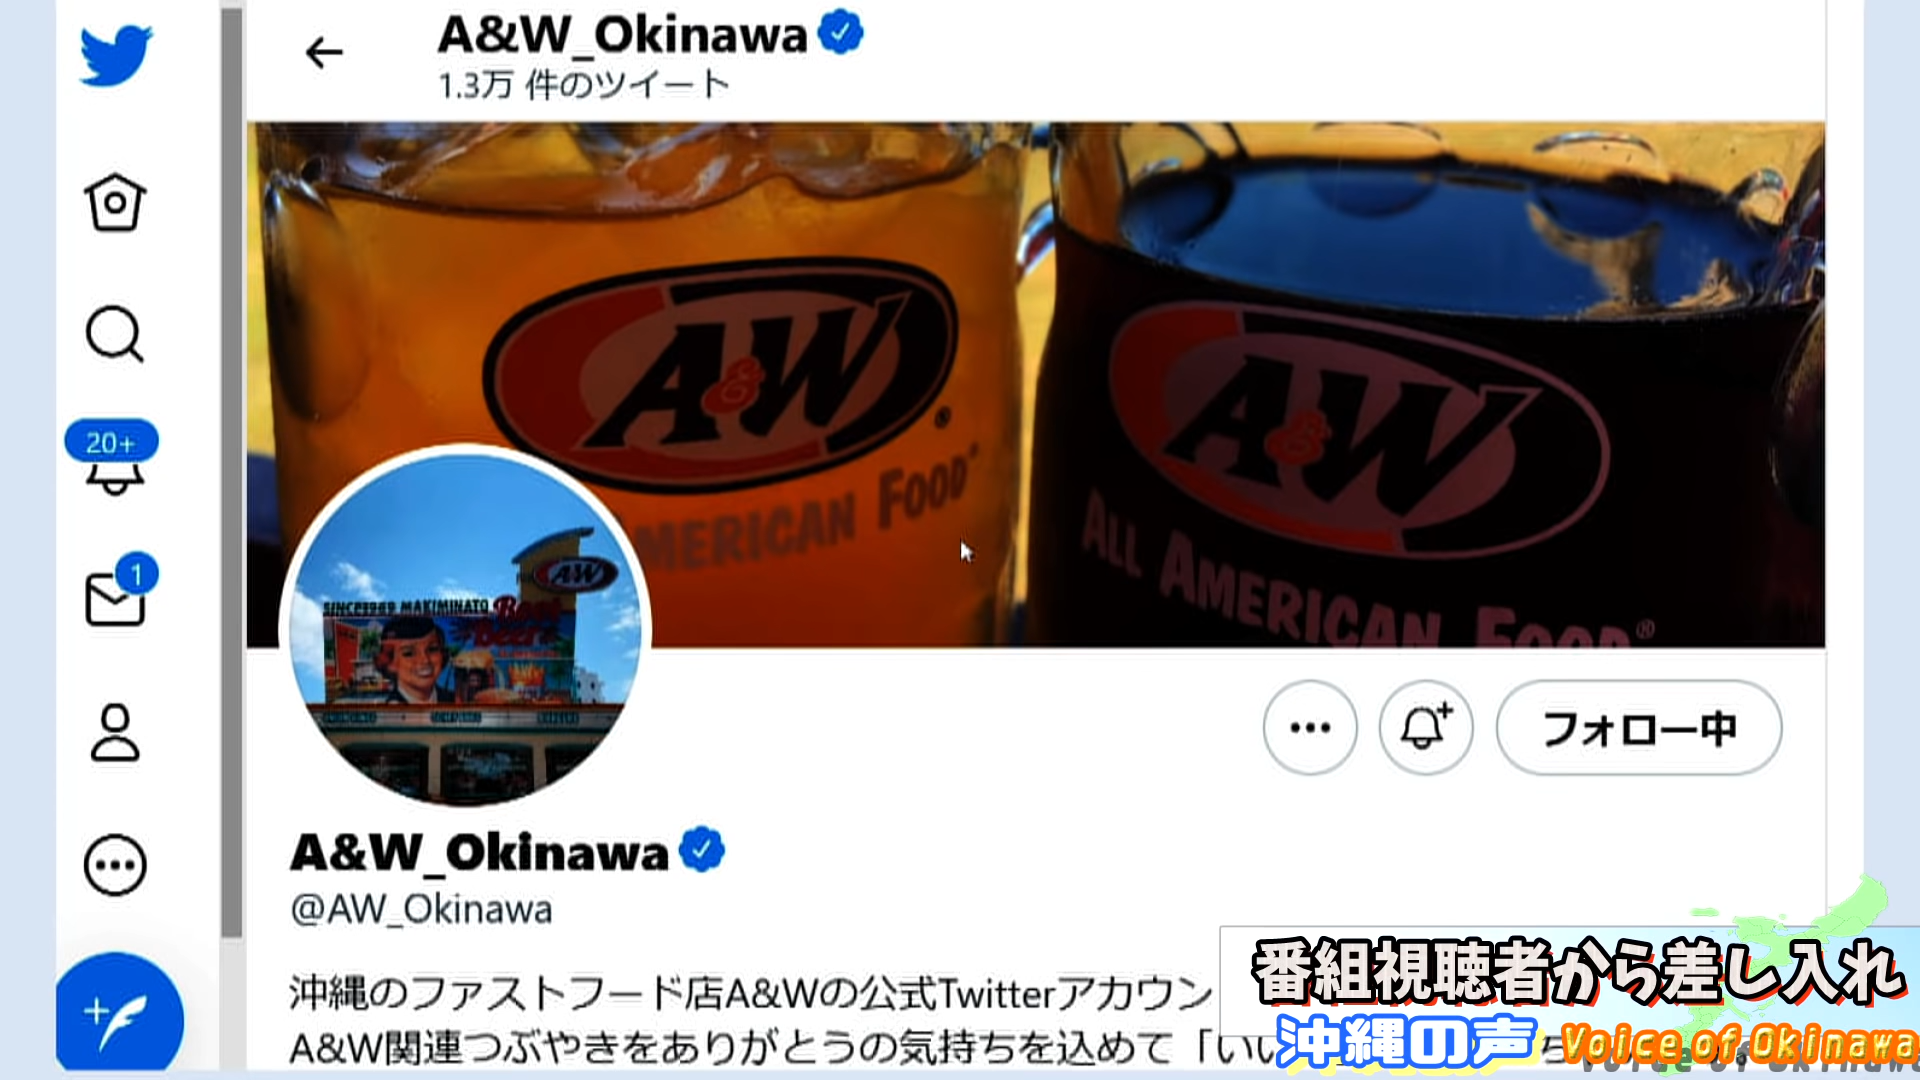 A&W_Okinawa
1.3万 件のツイート
A&W
AMERICAN FOOD
A&W
ALL AMERICAN FOOD
20+
1
A&W
SINCE1969 MAKIMINATO
Root Beer
フォロー中
A&W_Okinawa
@AW_Okinawa
沖縄のファストフード店A&Wの公式Twitterアカウン
A&W関連つぶやきをありがとうの気持ちを込めて「いい
番組視聴者から差し入れ
沖縄の声 Voice of Okinawa